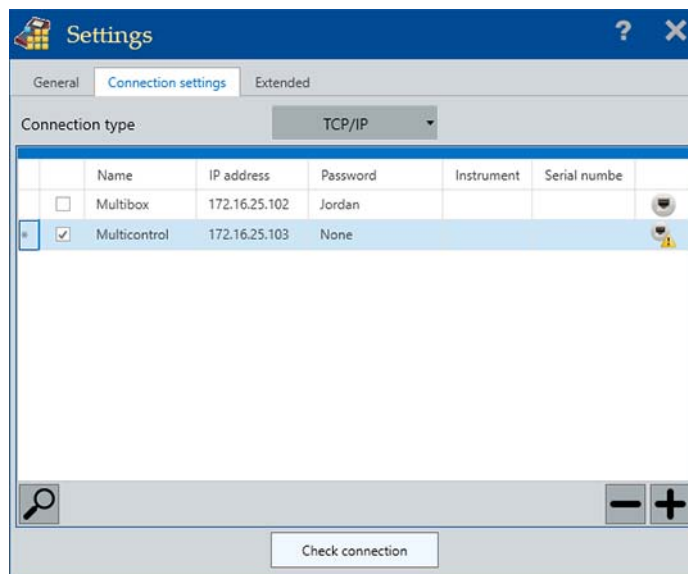 Settings
?
General Connection settings Extended
Connection type TCP/IP
Name IP address Password Instrument Serial numbe
Multibox 172.16.25.102 Jordan
Multicontrol 172.16.25.103 None
Check connection